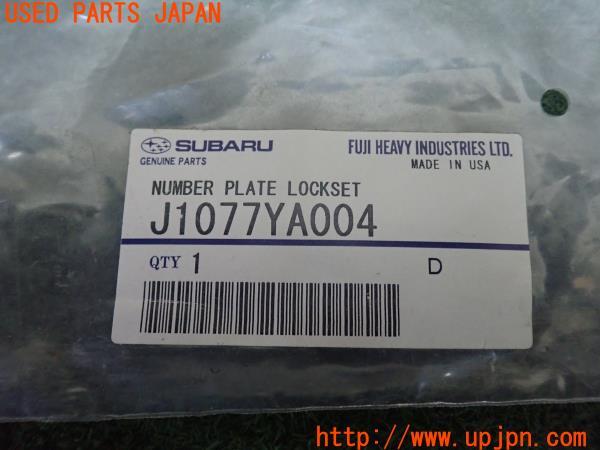 USED PARTS JAPAN
SUBARU
GENUINE PARTS
FUJI HEAVY INDUSTRIES LTD.
MADE IN USA
NUMBER PLATE LOCKSET
J1077YA004
QTY 1
D
http://www.upjpn.com/